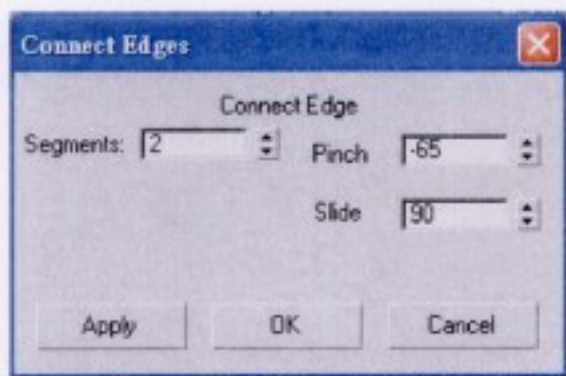 Connect Edges
Connect Edge
Segments: 2
Pinch -65
Slide 90
Apply OK Cancel